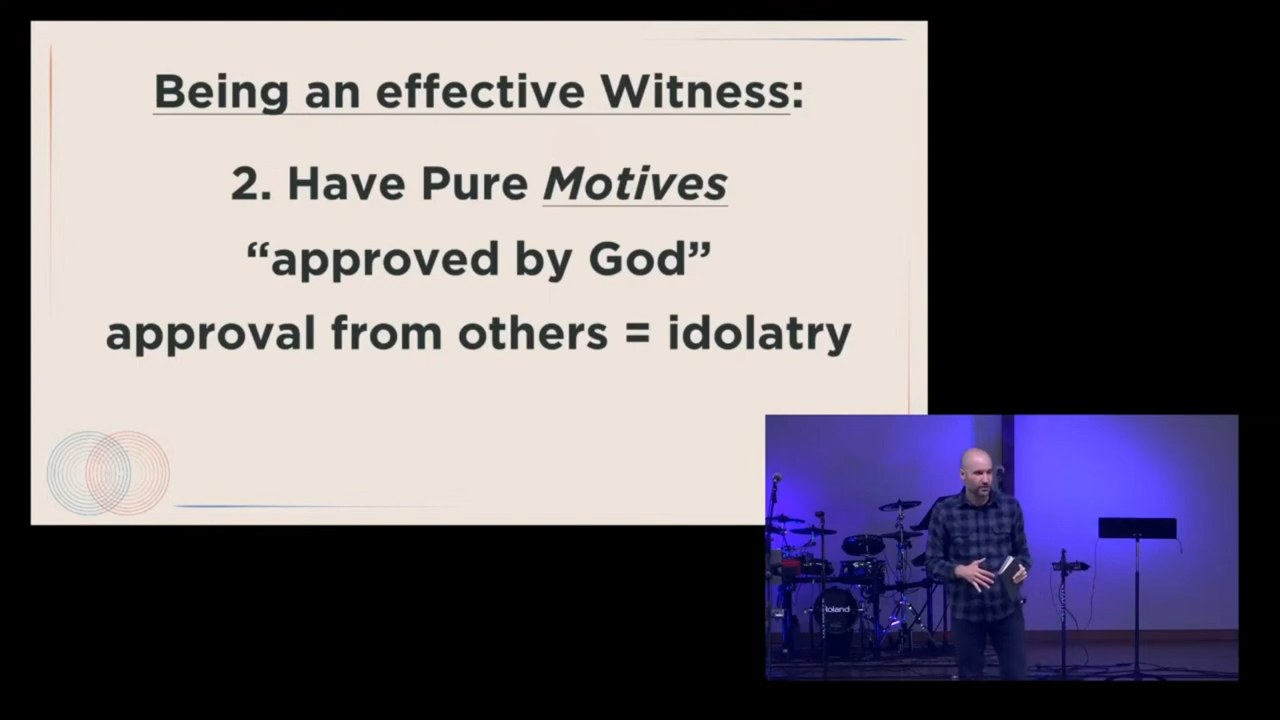 Being an effective Witness:
2. Have Pure Motives
“approved by God”
approval from others = idolatry
Roland